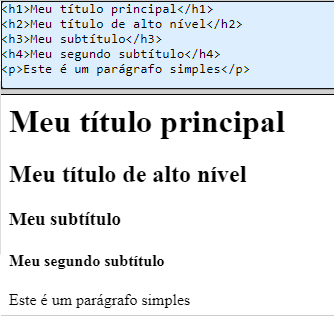 <h1>Meu título principal</h1>
<h2>Meu título de alto nível</h2>
<h3>Meu subtítulo</h3>
<h4>Meu segundo subtítulo</h4>
<p>Este é um parágrafo simples</p>
Meu título principal
Meu título de alto nível
Meu subtítulo
Meu segundo subtítulo
Este é um parágrafo simples